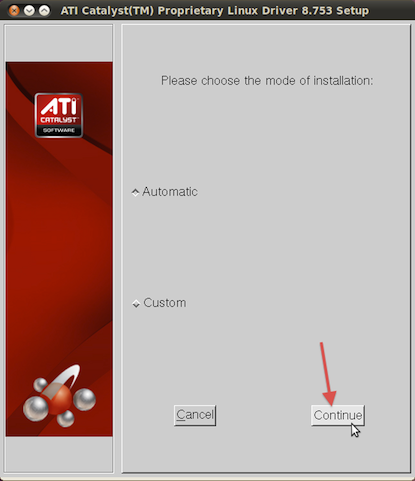 ATI Catalyst(TM) Proprietary Linux Driver 8.753 Setup
Please choose the mode of installation:
ATI
CATALYST™
SOFTWARE
Automatic
Custom
Cancel
Continue